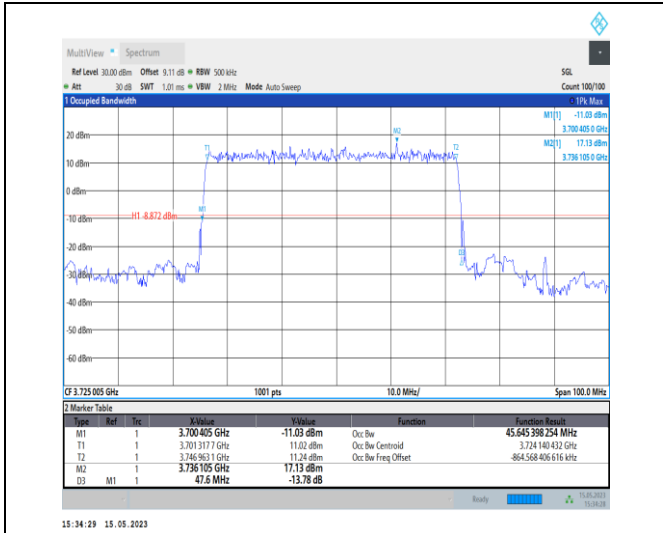 MultiView Spectrum
Ref Level 30.00 dBm Offset 9.11 dB RBW 500 kHz SGL
Att 30 dB SWT 1.01 ms VBW 2 MHz Mode Auto Sweep Count 100/100
1 Occupied Bandwidth 1Pk Max
M1[1] -11.03 dBm
3.700 405 0 GHz
M2[1] 17.13 dBm
3.736 105 0 GHz
20 dBm
M2
T1
T2
10 dBm
0 dBm
M1
-10 dBm
H1 -8.872 dBm
-20 dBm
D3
-30 dBm
-40 dBm
-50 dBm
-60 dBm
CF 3.725 005 GHz 1001 pts 10.0 MHz/ Span 100.0 MHz
2 Marker Table
Type Ref Trc X-Value Y-Value Function Function Result
M1 1 3.700 405 GHz -11.03 dBm Occ Bw 45.645 398 254 MHz
T1 1 3.701 317 7 GHz 11.02 dBm Occ Bw Centroid 3.724 140 432 GHz
T2 1 3.746 963 1 GHz 11.24 dBm Occ Bw Freq Offset -864.568 406 616 kHz
M2 1 3.736 105 GHz 17.13 dBm
D3 M1 1 47.6 MHz -13.78 dB
Ready 15.05.2023
15:34:28
15:34:29 15.05.2023